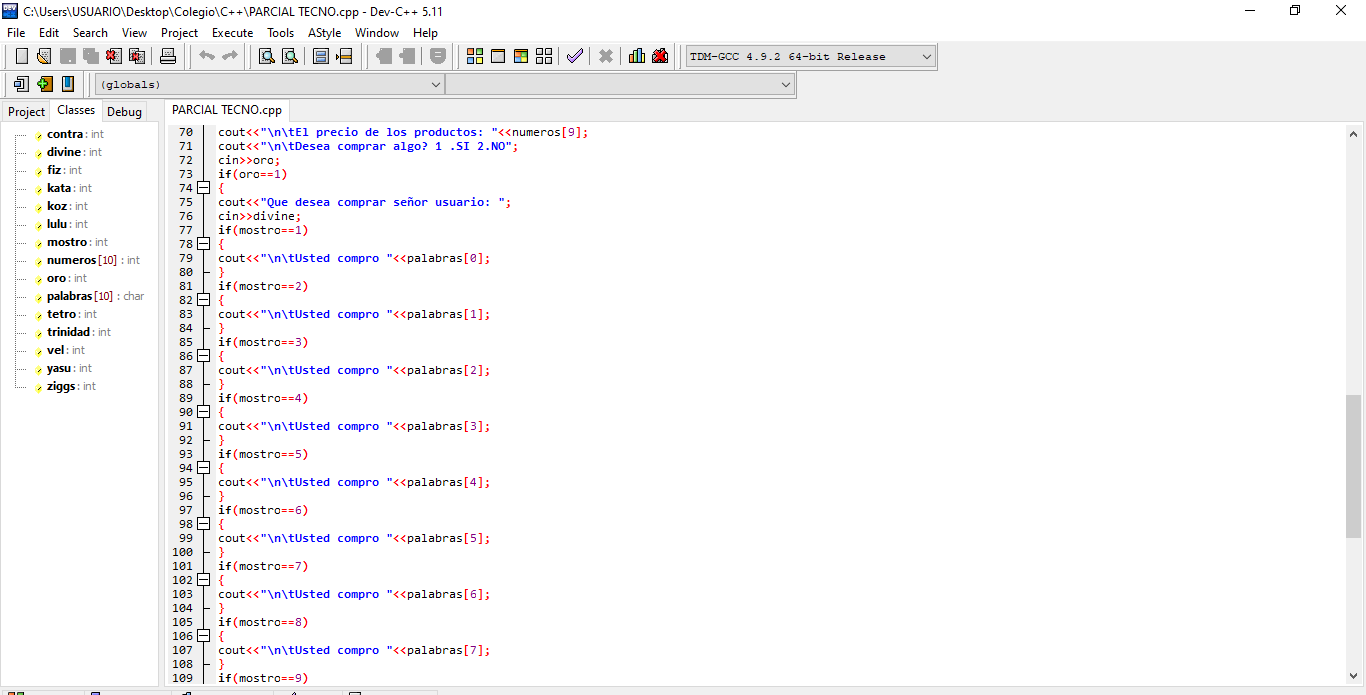 C:\Users\USUARIO\Desktop\Colegio\C++\PARCIAL TECNO.cpp - Dev-C++ 5.11
File Edit Search View Project Execute Tools AStyle Window Help
TDM-GCC 4.9.2 64-bit Release
(globals)
Project Classes Debug
PARCIAL TECNO.cpp
contra : int
divine : int
fiz : int
kata : int
koz : int
lulu : int
mostro : int
numeros [10] : int
oro : int
palabras [10] : char
tetro : int
trinidad : int
vel : int
yasu : int
ziggs : int
70 cout<<"\n\tEl precio de los productos: "<<numeros[9];
71 cout<<"\n\tDesea comprar algo? 1 .SI 2.NO";
72 cin>>oro;
73 if(oro==1)
74 {
75 cout<<"Que desea comprar señor usuario: ";
76 cin>>divine;
77 if(mostro==1)
78 {
79 cout<<"\n\tUsted compro "<<palabras[0];
80 }
81 if(mostro==2)
82 {
83 cout<<"\n\tUsted compro "<<palabras[1];
84 }
85 if(mostro==3)
86 {
87 cout<<"\n\tUsted compro "<<palabras[2];
88 }
89 if(mostro==4)
90 {
91 cout<<"\n\tUsted compro "<<palabras[3];
92 }
93 if(mostro==5)
94 {
95 cout<<"\n\tUsted compro "<<palabras[4];
96 }
97 if(mostro==6)
98 {
99 cout<<"\n\tUsted compro "<<palabras[5];
100 }
101 if(mostro==7)
102 {
103 cout<<"\n\tUsted compro "<<palabras[6];
104 }
105 if(mostro==8)
106 {
107 cout<<"\n\tUsted compro "<<palabras[7];
108 }
109 if(mostro==9)